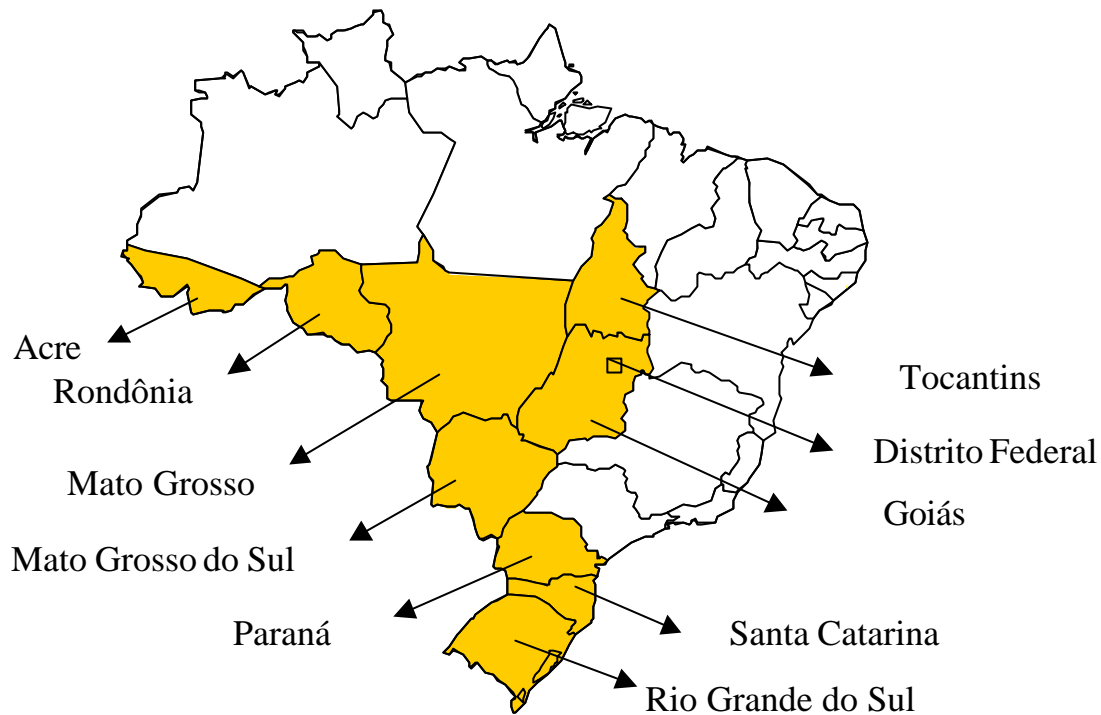 Acre
Rondônia
Tocantins
Distrito Federal
Mato Grosso
Goiás
Mato Grosso do Sul
Paraná
Santa Catarina
Rio Grande do Sul